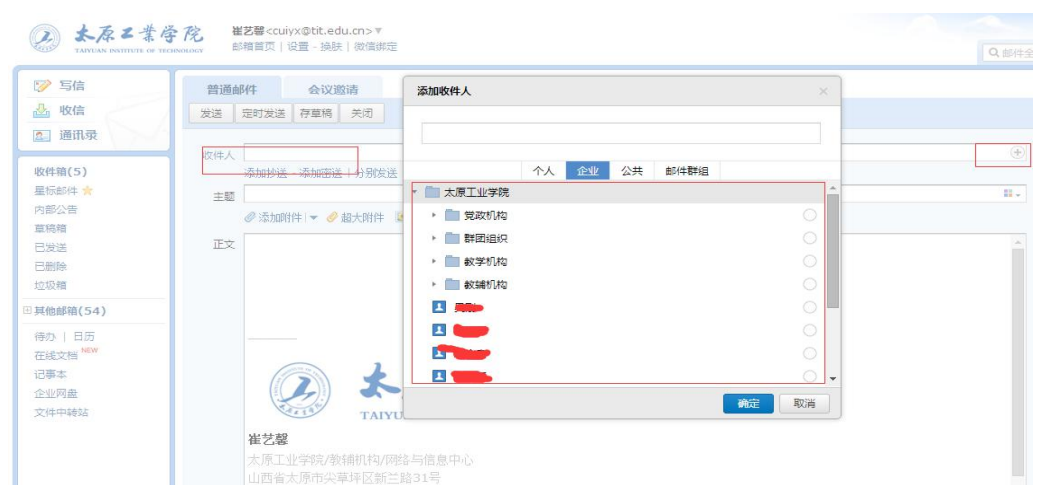 太原工业学院
TAIYUAN INSTITUTE OF TECHNOLOGY
崔艺馨<cuiyx@tit.edu.cn>
邮箱首页 | 设置 - 换肤 | 微信绑定
邮件全
写信
收信
通讯录
收件箱(5)
星标邮件
内部公告
草稿箱
已发送
已删除
垃圾箱
其他邮箱(54)
待办 | 日历
在线文档 NEW
记事本
企业网盘
文件中转站
普通邮件 会议邀请
发送 定时发送 存草稿 关闭
收件人
添加抄送 - 添加密送 | 分别发送
主题
添加附件 超大附件
正文
太
TAIYU
崔艺馨
太原工业学院/教辅机构/网络与信息中心
山西省太原市尖草坪区新兰路31号
添加收件人
个人 企业 公共 邮件群组
太原工业学院
党政机构
群团组织
教学机构
教辅机构
确定 取消